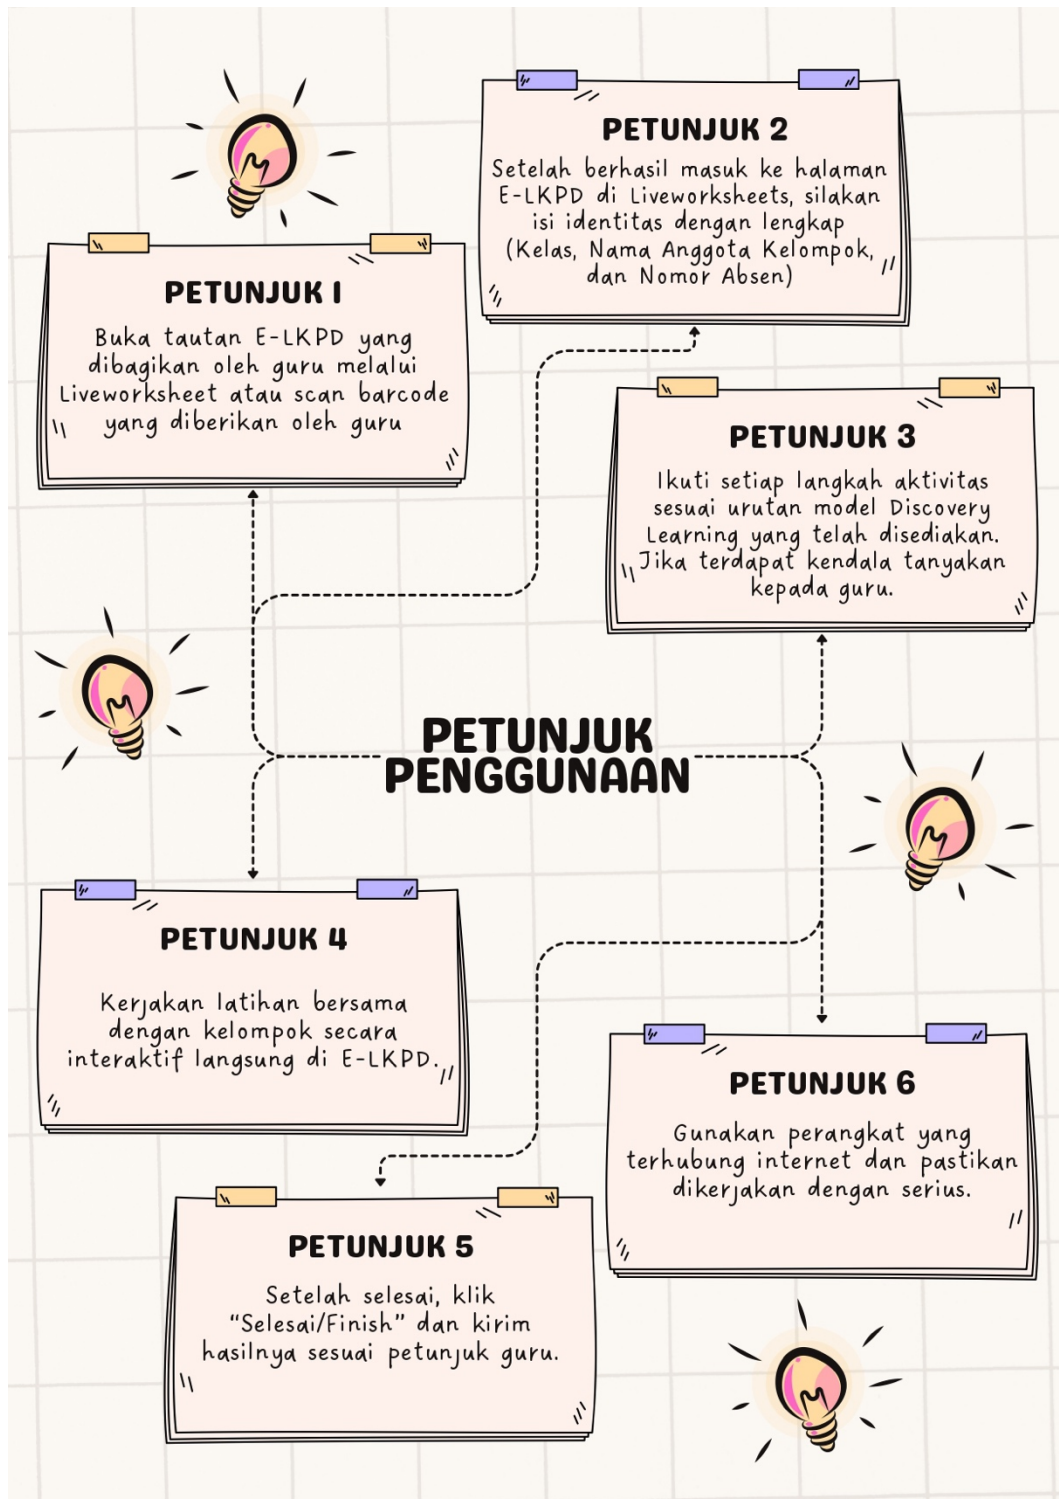 PETUNJUK 1
Buka tautan E-LKPD yang
dibagikan oleh guru melalui
Liveworksheet atau scan barcode
yang diberikan oleh guru
PETUNJUK 2
Setelah berhasil masuk ke halaman
E-LKPD di Liveworksheets, silakan
isi identitas dengan lengkap
(Kelas, Nama Anggota Kelompok,
dan Nomor Absen)
PETUNJUK 3
Ikuti setiap langkah aktivitas
sesuai urutan model Discovery
Learning yang telah disediakan.
Jika terdapat kendala tanyakan
kepada guru.
PETUNJUK
PENGGUNAAN
PETUNJUK 4
Kerjakan latihan bersama
dengan kelompok secara
interaktif langsung di E-LKPD.
PETUNJUK 5
Setelah selesai, klik
“Selesai/Finish” dan kirim
hasilnya sesuai petunjuk guru.
PETUNJUK 6
Gunakan perangkat yang
terhubung internet dan pastikan
dikerjakan dengan serius.